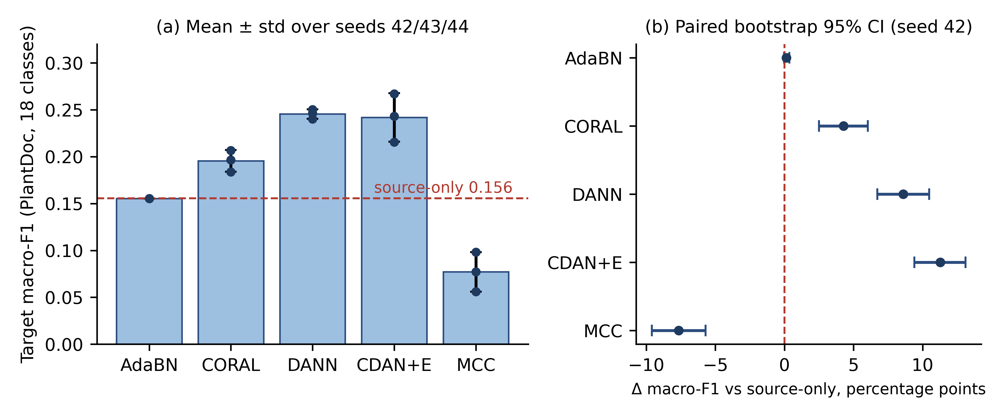 (a) Mean ± std over seeds 42/43/44
Target macro-F1 (PlantDoc, 18 classes)
0.30
0.25
0.20
0.15
0.10
0.05
0.00
source-only 0.156
AdaBN CORAL DANN CDAN+E MCC
(b) Paired bootstrap 95% CI (seed 42)
AdaBN
CORAL
DANN
CDAN+E
MCC
−10 −5 0 5 10
Δ macro-F1 vs source-only, percentage points